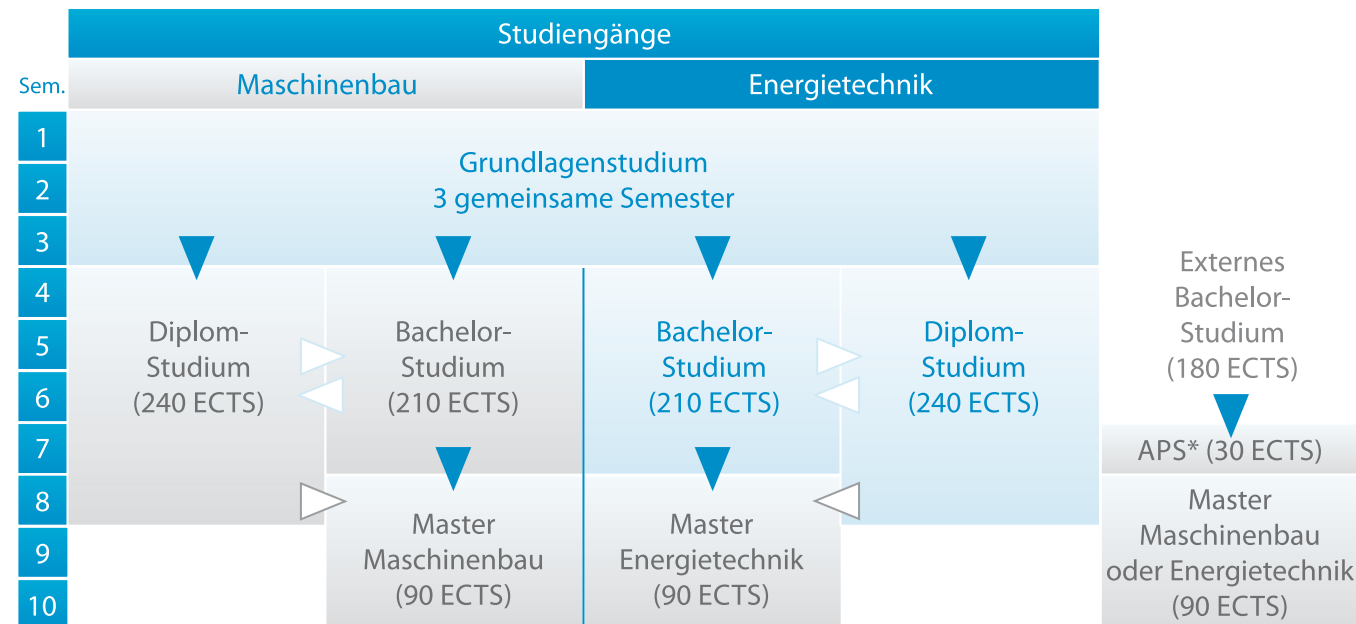 Studiengänge
Sem.
Maschinenbau
Energietechnik
1
2
3
4
5
6
7
8
9
10
Grundlagenstudium
3 gemeinsame Semester
Diplom-
Studium
(240 ECTS)
Bachelor-
Studium
(210 ECTS)
Bachelor-
Studium
(210 ECTS)
Diplom-
Studium
(240 ECTS)
Externes
Bachelor-
Studium
(180 ECTS)
APS* (30 ECTS)
Master
Maschinenbau
(90 ECTS)
Master
Energietechnik
(90 ECTS)
Master
Maschinenbau
oder Energietechnik
(90 ECTS)